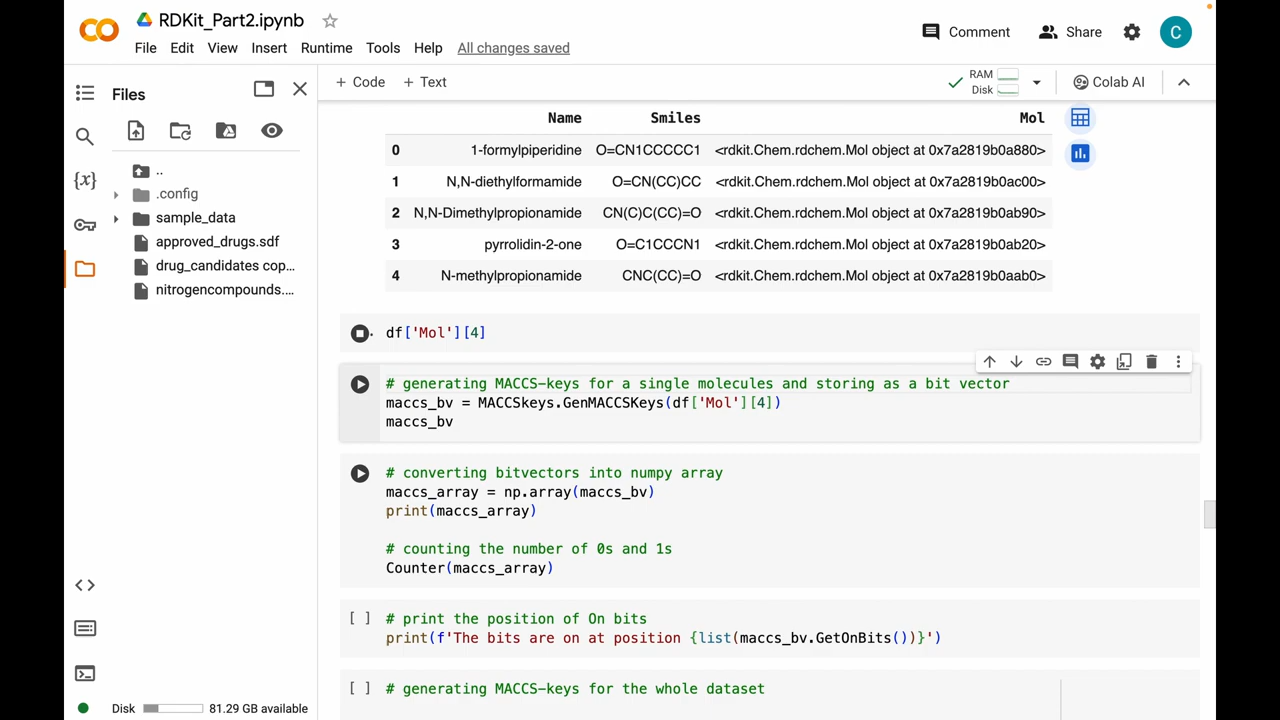 RDKit_Part2.ipynb
File Edit View Insert Runtime Tools Help All changes saved
Comment
Share
C
Files
+ Code + Text
RAM
Disk
Colab AI
..
.config
sample_data
approved_drugs.sdf
drug_candidates cop...
nitrogencompounds....
{x}
Disk 81.29 GB available
Name Smiles Mol
0 1-formylpiperidine O=CN1CCCCC1 <rdkit.Chem.rdchem.Mol object at 0x7a2819b0a880>
1 N,N-diethylformamide O=CN(CC)CC <rdkit.Chem.rdchem.Mol object at 0x7a2819b0ac00>
2 N,N-Dimethylpropionamide CN(C)C(CC)=O <rdkit.Chem.rdchem.Mol object at 0x7a2819b0ab90>
3 pyrrolidin-2-one O=C1CCCN1 <rdkit.Chem.rdchem.Mol object at 0x7a2819b0ab20>
4 N-methylpropionamide CNC(CC)=O <rdkit.Chem.rdchem.Mol object at 0x7a2819b0aab0>
df['Mol'][4]
# generating MACCS-keys for a single molecules and storing as a bit vector
maccs_bv = MACCSkeys.GenMACCSKeys(df['Mol'][4])
maccs_bv
# converting bitvectors into numpy array
maccs_array = np.array(maccs_bv)
print(maccs_array)
# counting the number of 0s and 1s
Counter(maccs_array)
[ ] # print the position of On bits
print(f'The bits are on at position {list(maccs_bv.GetOnBits())}')
[ ] # generating MACCS-keys for the whole dataset